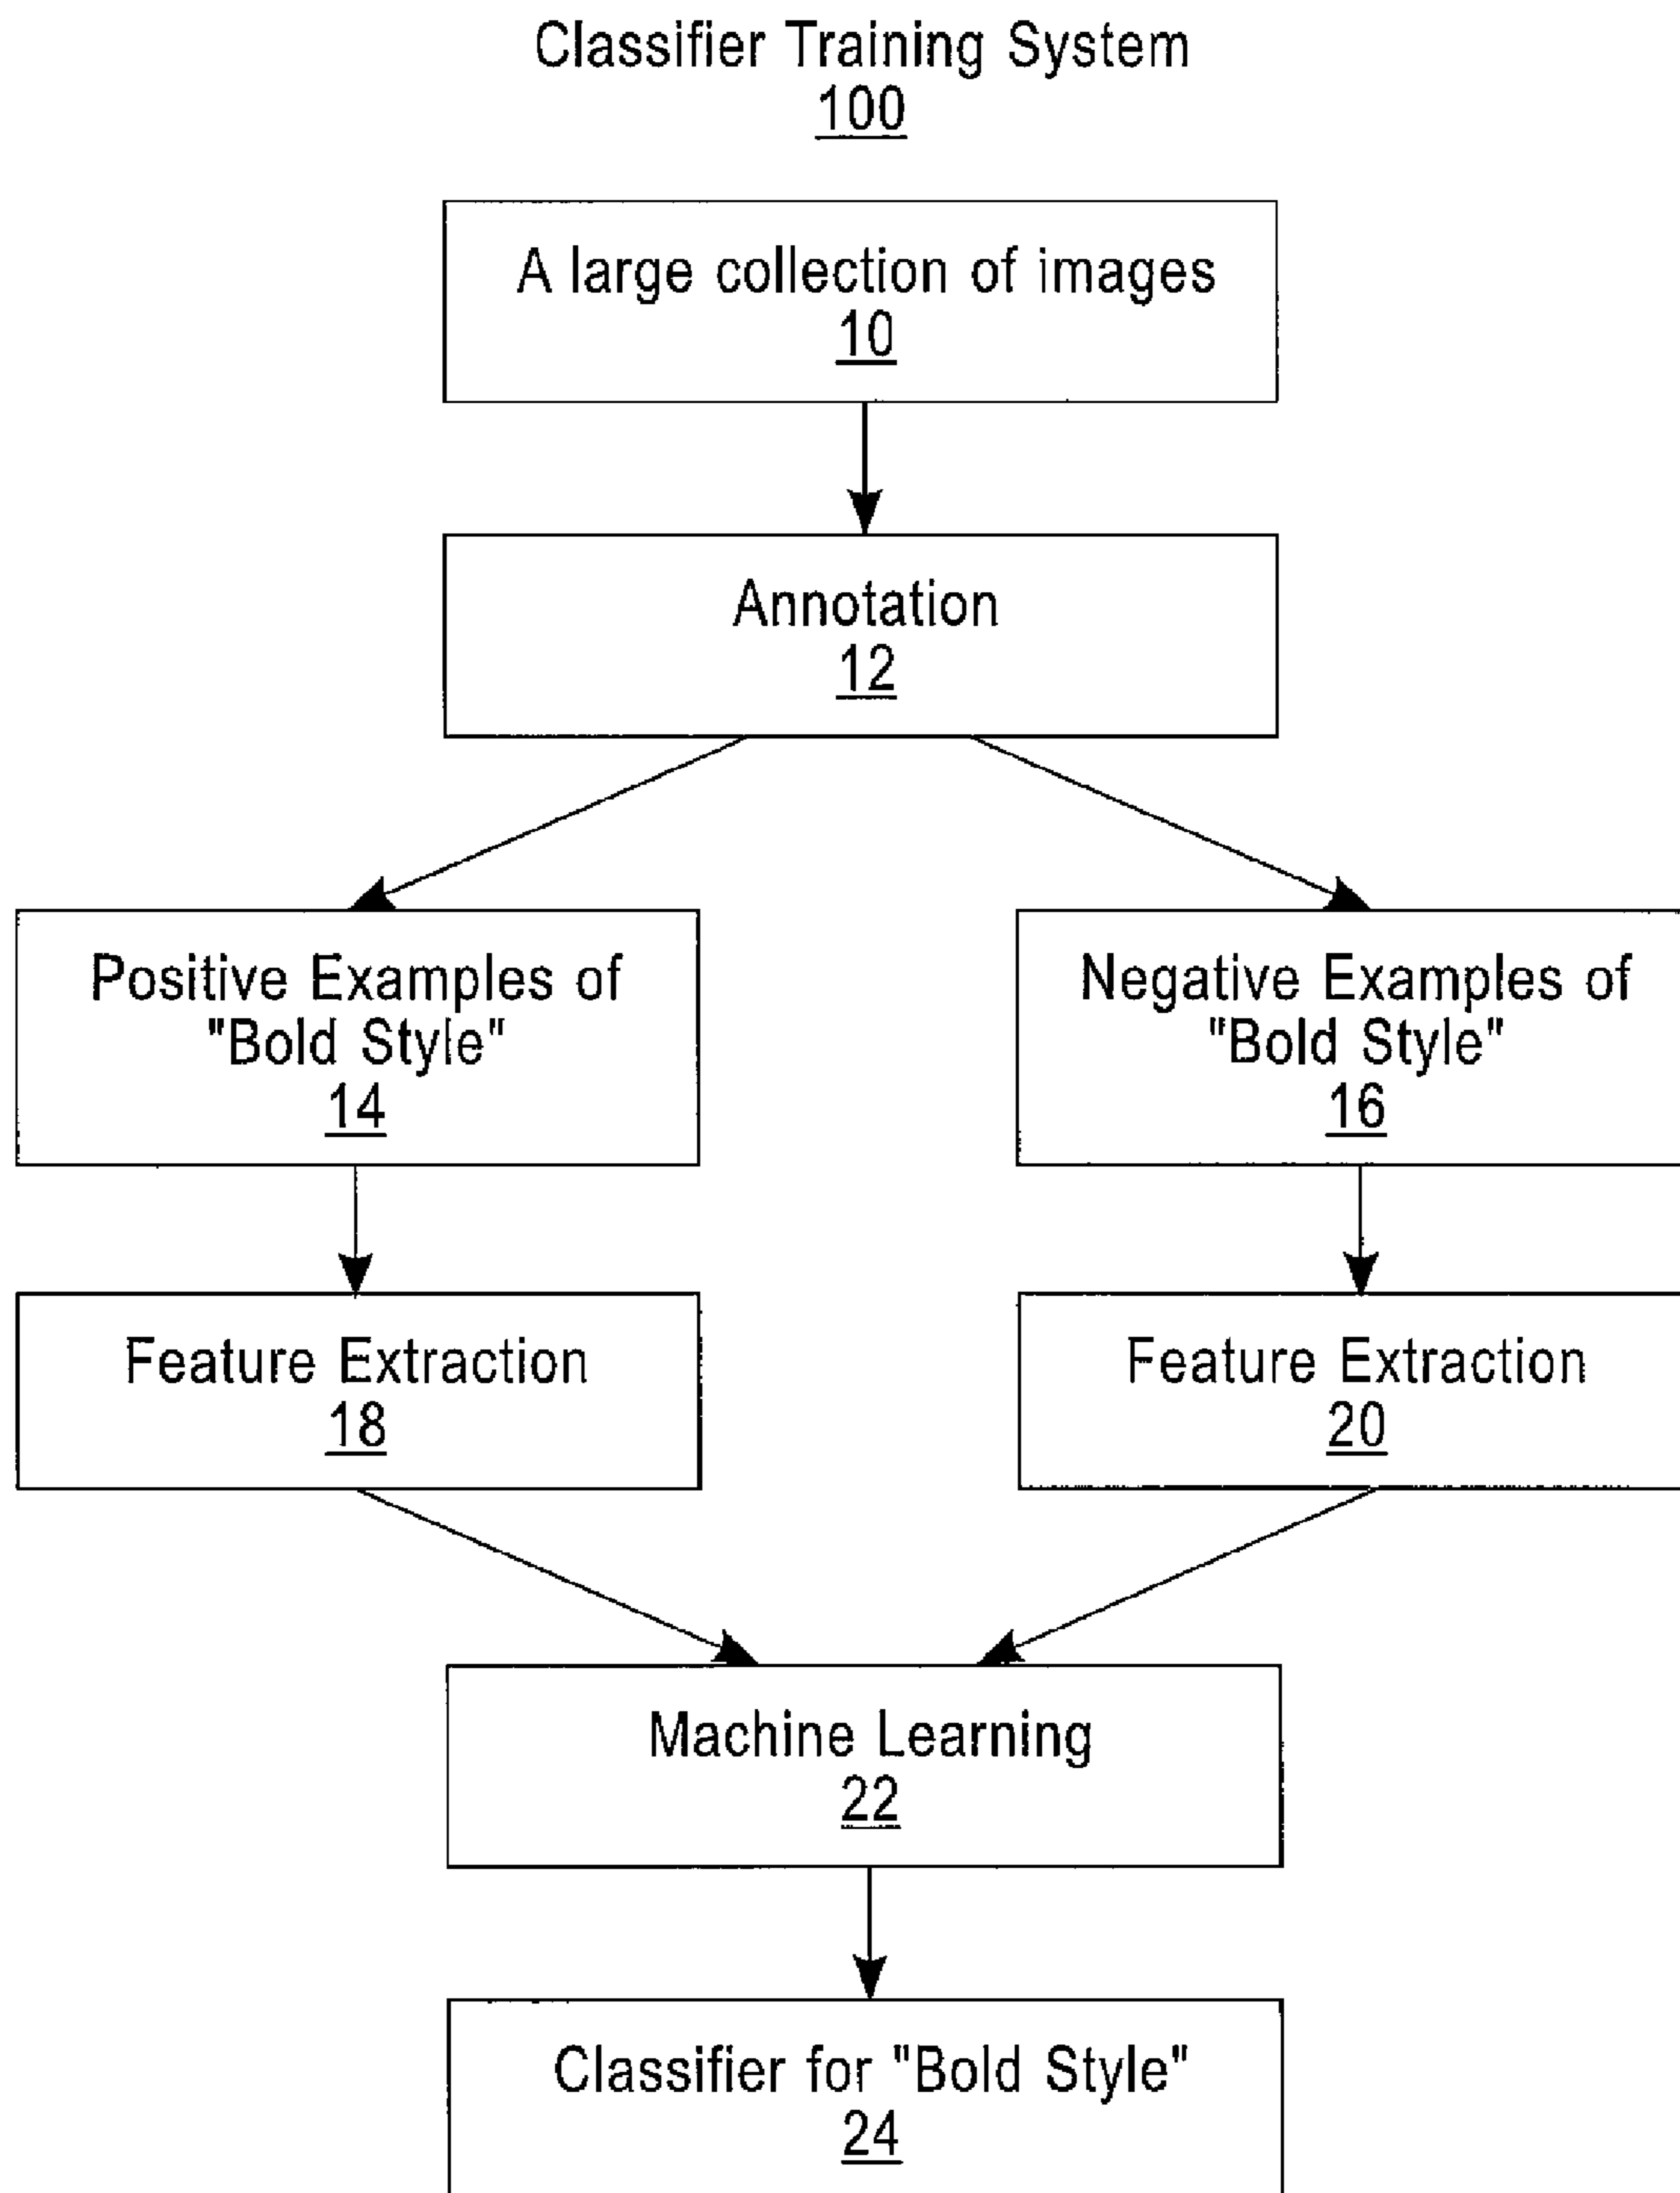 Classifier Training System
100
A large collection of images
10
Annotation
12
Positive Examples of
"Bold Style"
14
Negative Examples of
"Bold Style"
16
Feature Extraction
18
Feature Extraction
20
Machine Learning
22
Classifier for "Bold Style"
24